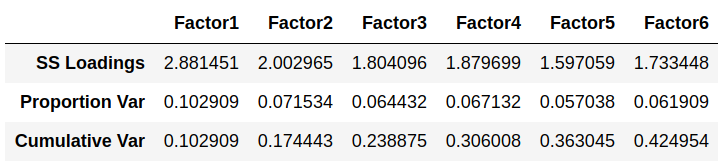 Factor1 Factor2 Factor3 Factor4 Factor5 Factor6
SS Loadings 2.881451 2.002965 1.804096 1.879699 1.597059 1.733448
Proportion Var 0.102909 0.071534 0.064432 0.067132 0.057038 0.061909
Cumulative Var 0.102909 0.174443 0.238875 0.306008 0.363045 0.424954